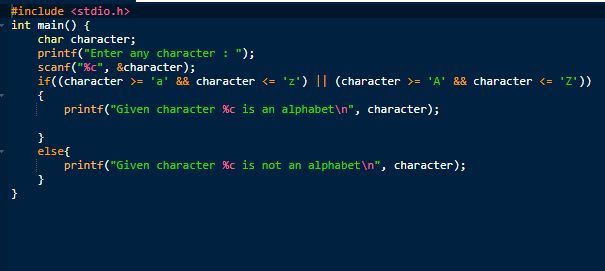 #include <stdio.h>
int main() {
char character;
printf("Enter any character : ");
scanf("%c", &character);
if((character >= 'a' && character <= 'z') || (character >= 'A' && character <= 'Z'))
{
printf("Given character %c is an alphabet\n", character);
}
else{
printf("Given character %c is not an alphabet\n", character);
}
}